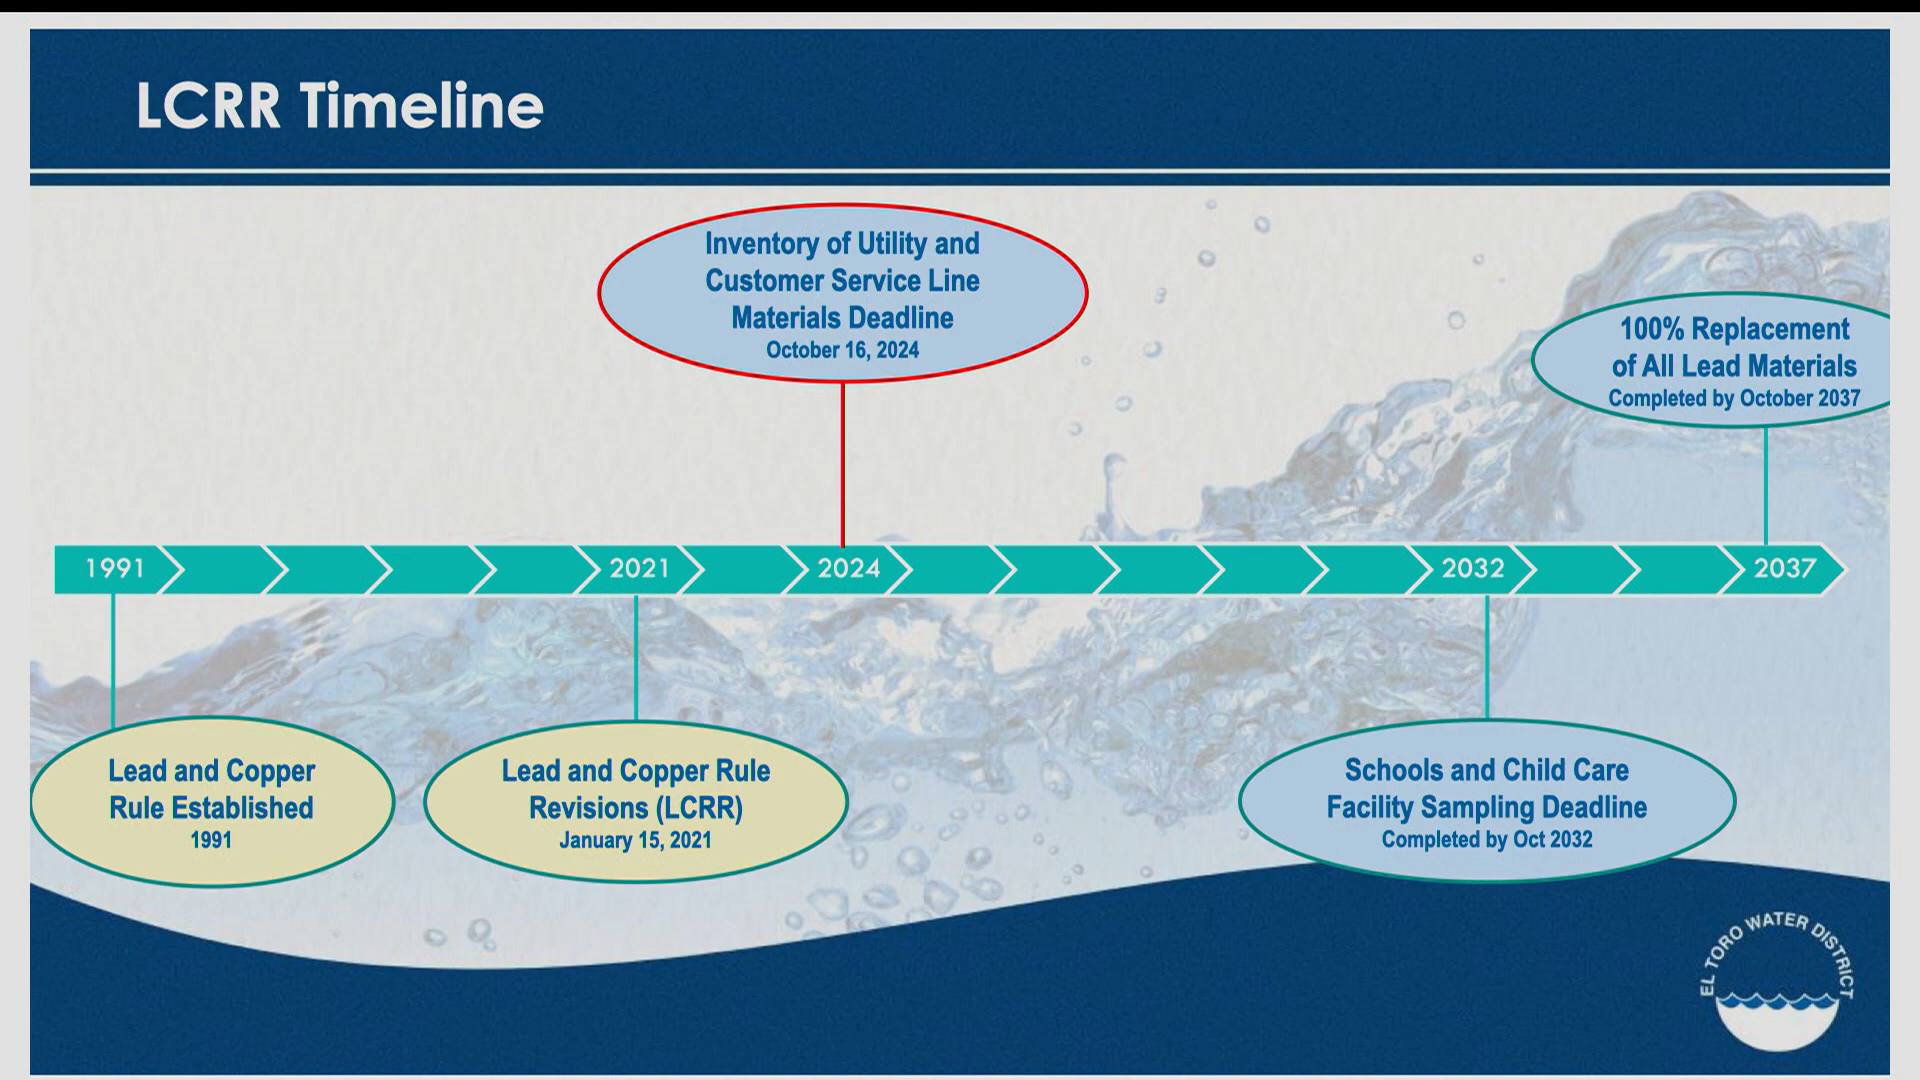 LCRR Timeline
Inventory of Utility and
Customer Service Line
Materials Deadline
October 16, 2024
100% Replacement
of All Lead Materials
Completed by October 2037
1991
2021
2024
2032
2037
Lead and Copper
Rule Established
1991
Lead and Copper Rule
Revisions (LCRR)
January 15, 2021
Schools and Child Care
Facility Sampling Deadline
Completed by Oct 2032
EL TORO WATER DISTRICT